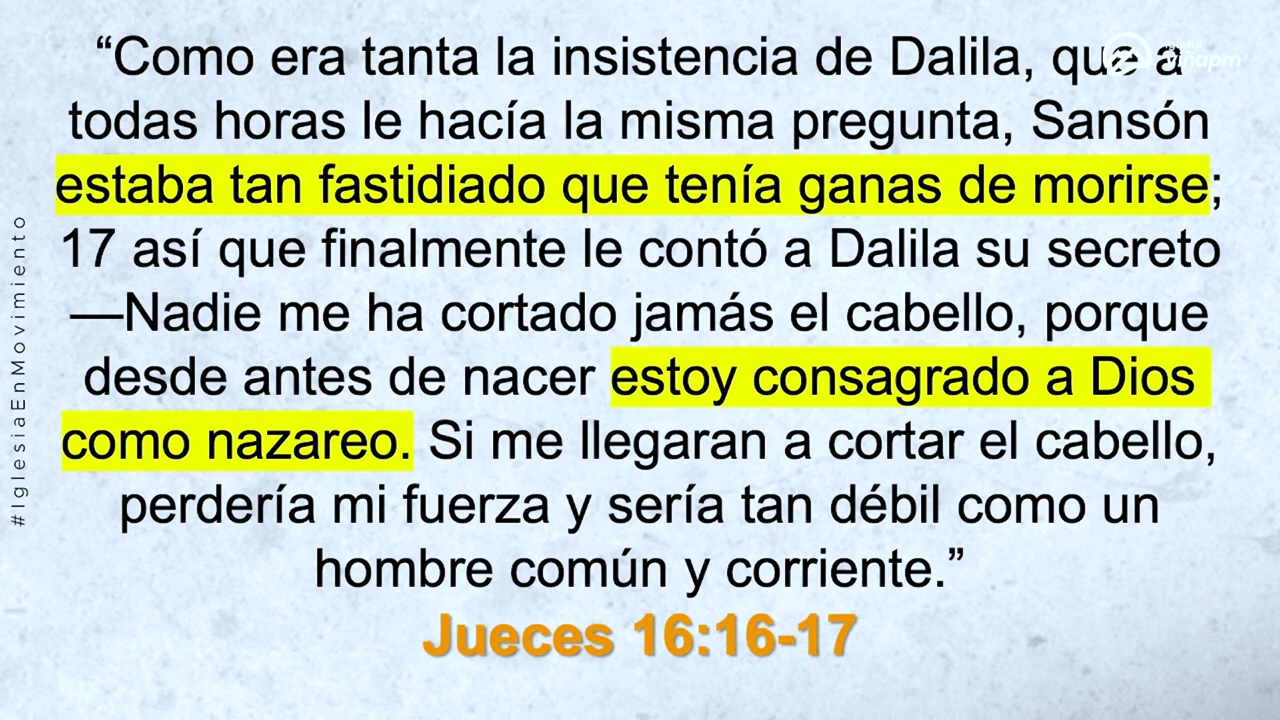 “Como era tanta la insistencia de Dalila, que a
todas horas le hacía la misma pregunta, Sansón
estaba tan fastidiado que tenía ganas de morirse;
17 así que finalmente le contó a Dalila su secreto
—Nadie me ha cortado jamás el cabello, porque
desde antes de nacer estoy consagrado a Dios
como nazareo. Si me llegaran a cortar el cabello,
perdería mi fuerza y sería tan débil como un
hombre común y corriente.”
Jueces 16:16-17
#IglesiaEnMovimiento